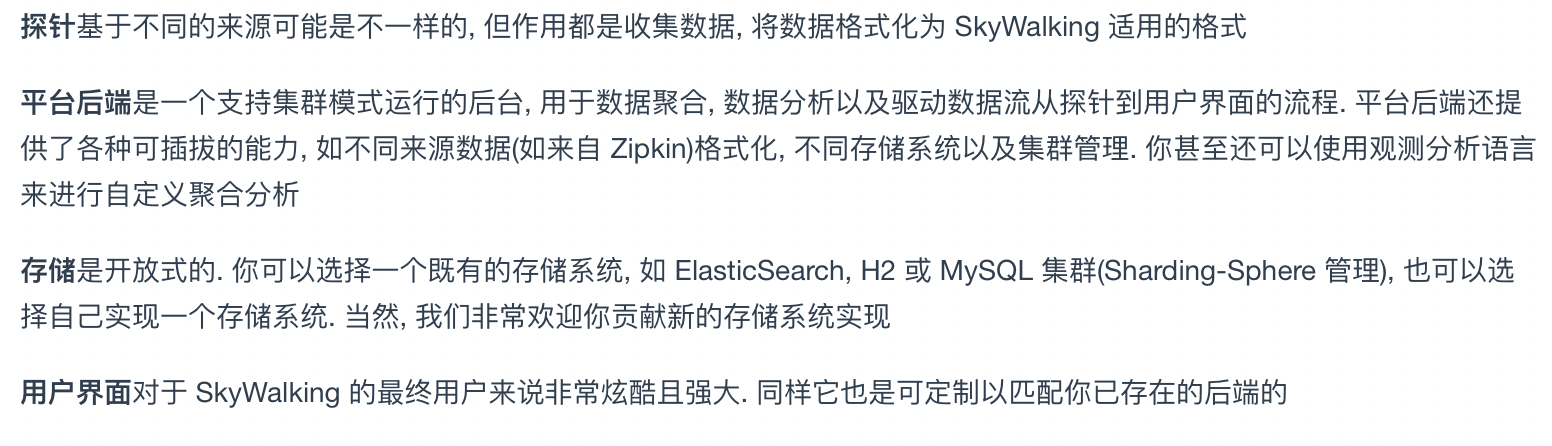 探针基于不同的来源可能是不一样的, 但作用都是收集数据, 将数据格式化为 SkyWalking 适用的格式
平台后端是一个支持集群模式运行的后台, 用于数据聚合, 数据分析以及驱动数据流从探针到用户界面的流程. 平台后端还提
供了各种可插拔的能力, 如不同来源数据(如来自 Zipkin)格式化, 不同存储系统以及集群管理. 你甚至还可以使用观测分析语言
来进行自定义聚合分析
存储是开放式的. 你可以选择一个既有的存储系统, 如 ElasticSearch, H2 或 MySQL 集群(Sharding-Sphere 管理), 也可以选
择自己实现一个存储系统. 当然, 我们非常欢迎你贡献新的存储系统实现
用户界面对于 SkyWalking 的最终用户来说非常炫酷且强大. 同样它也是可定制以匹配你已存在的后端的